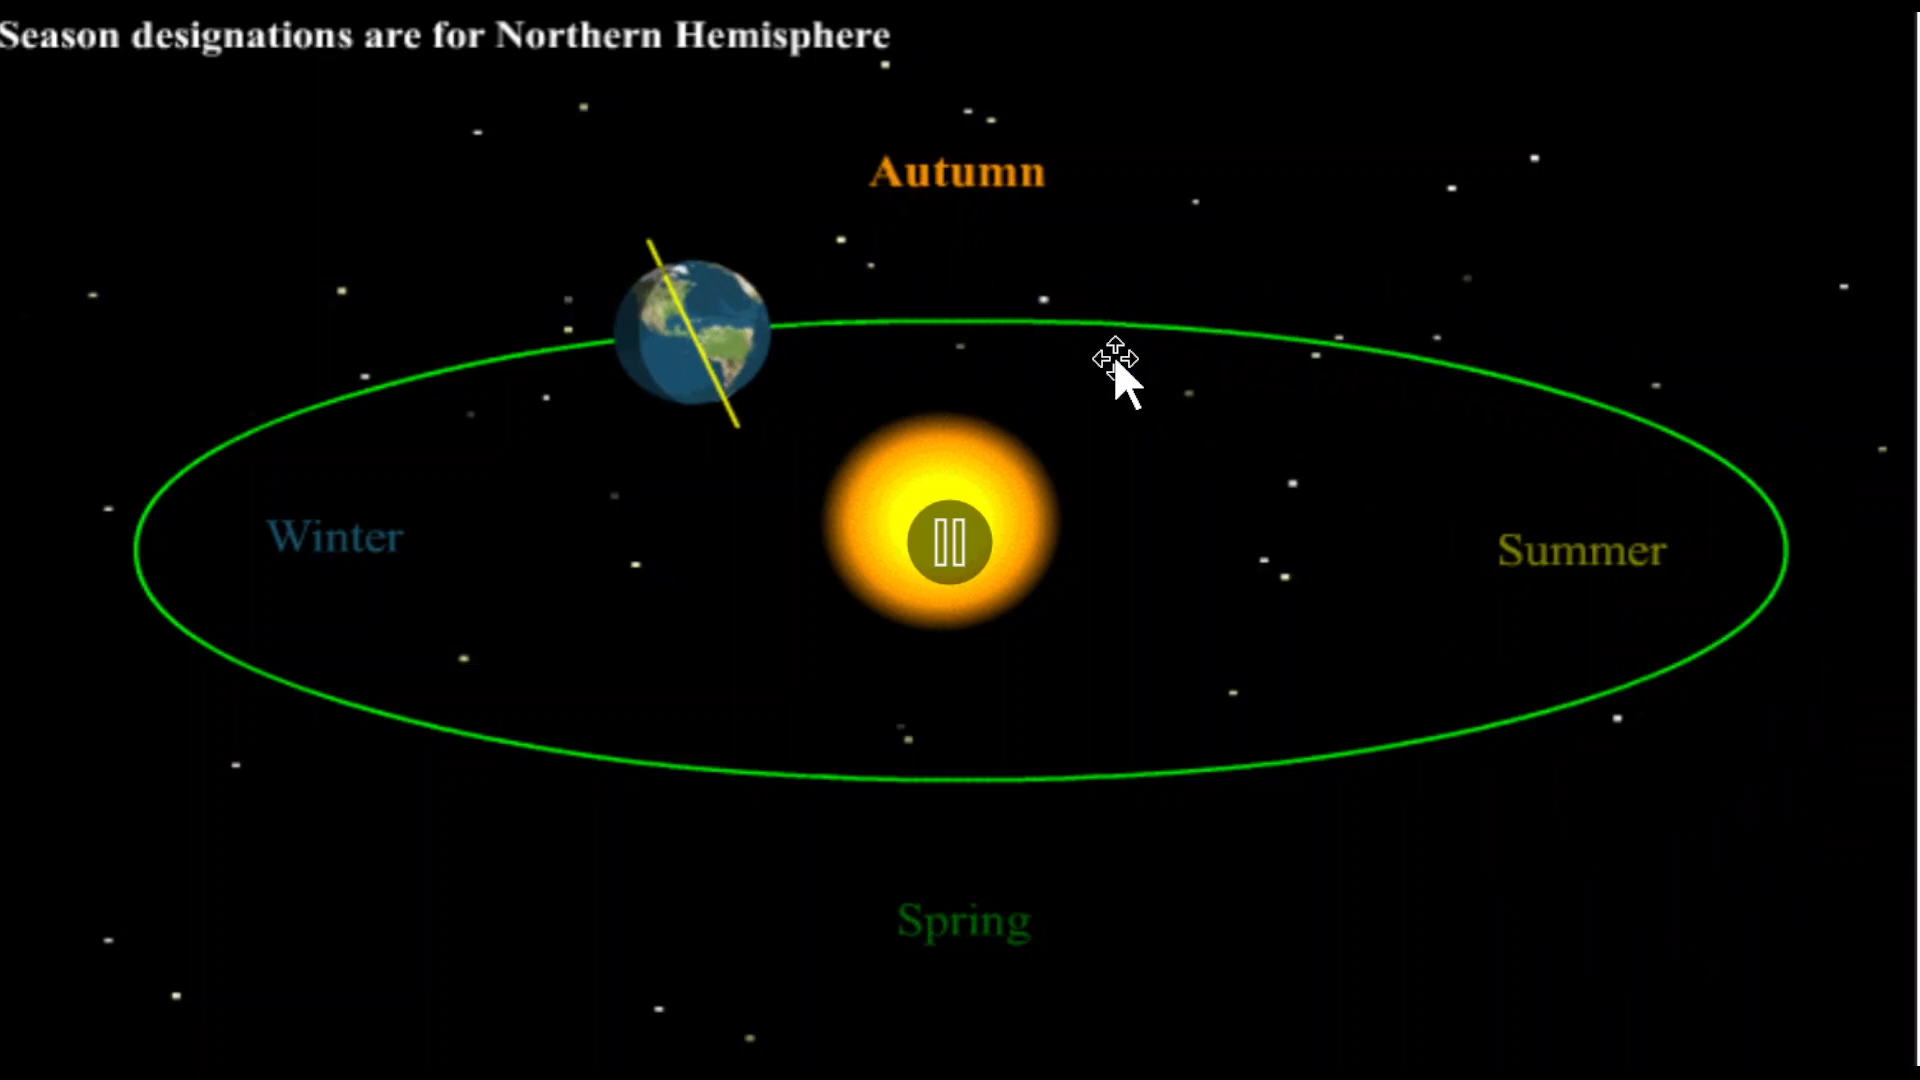 Season designations are for Northern Hemisphere
Autumn
Winter
Summer
Spring